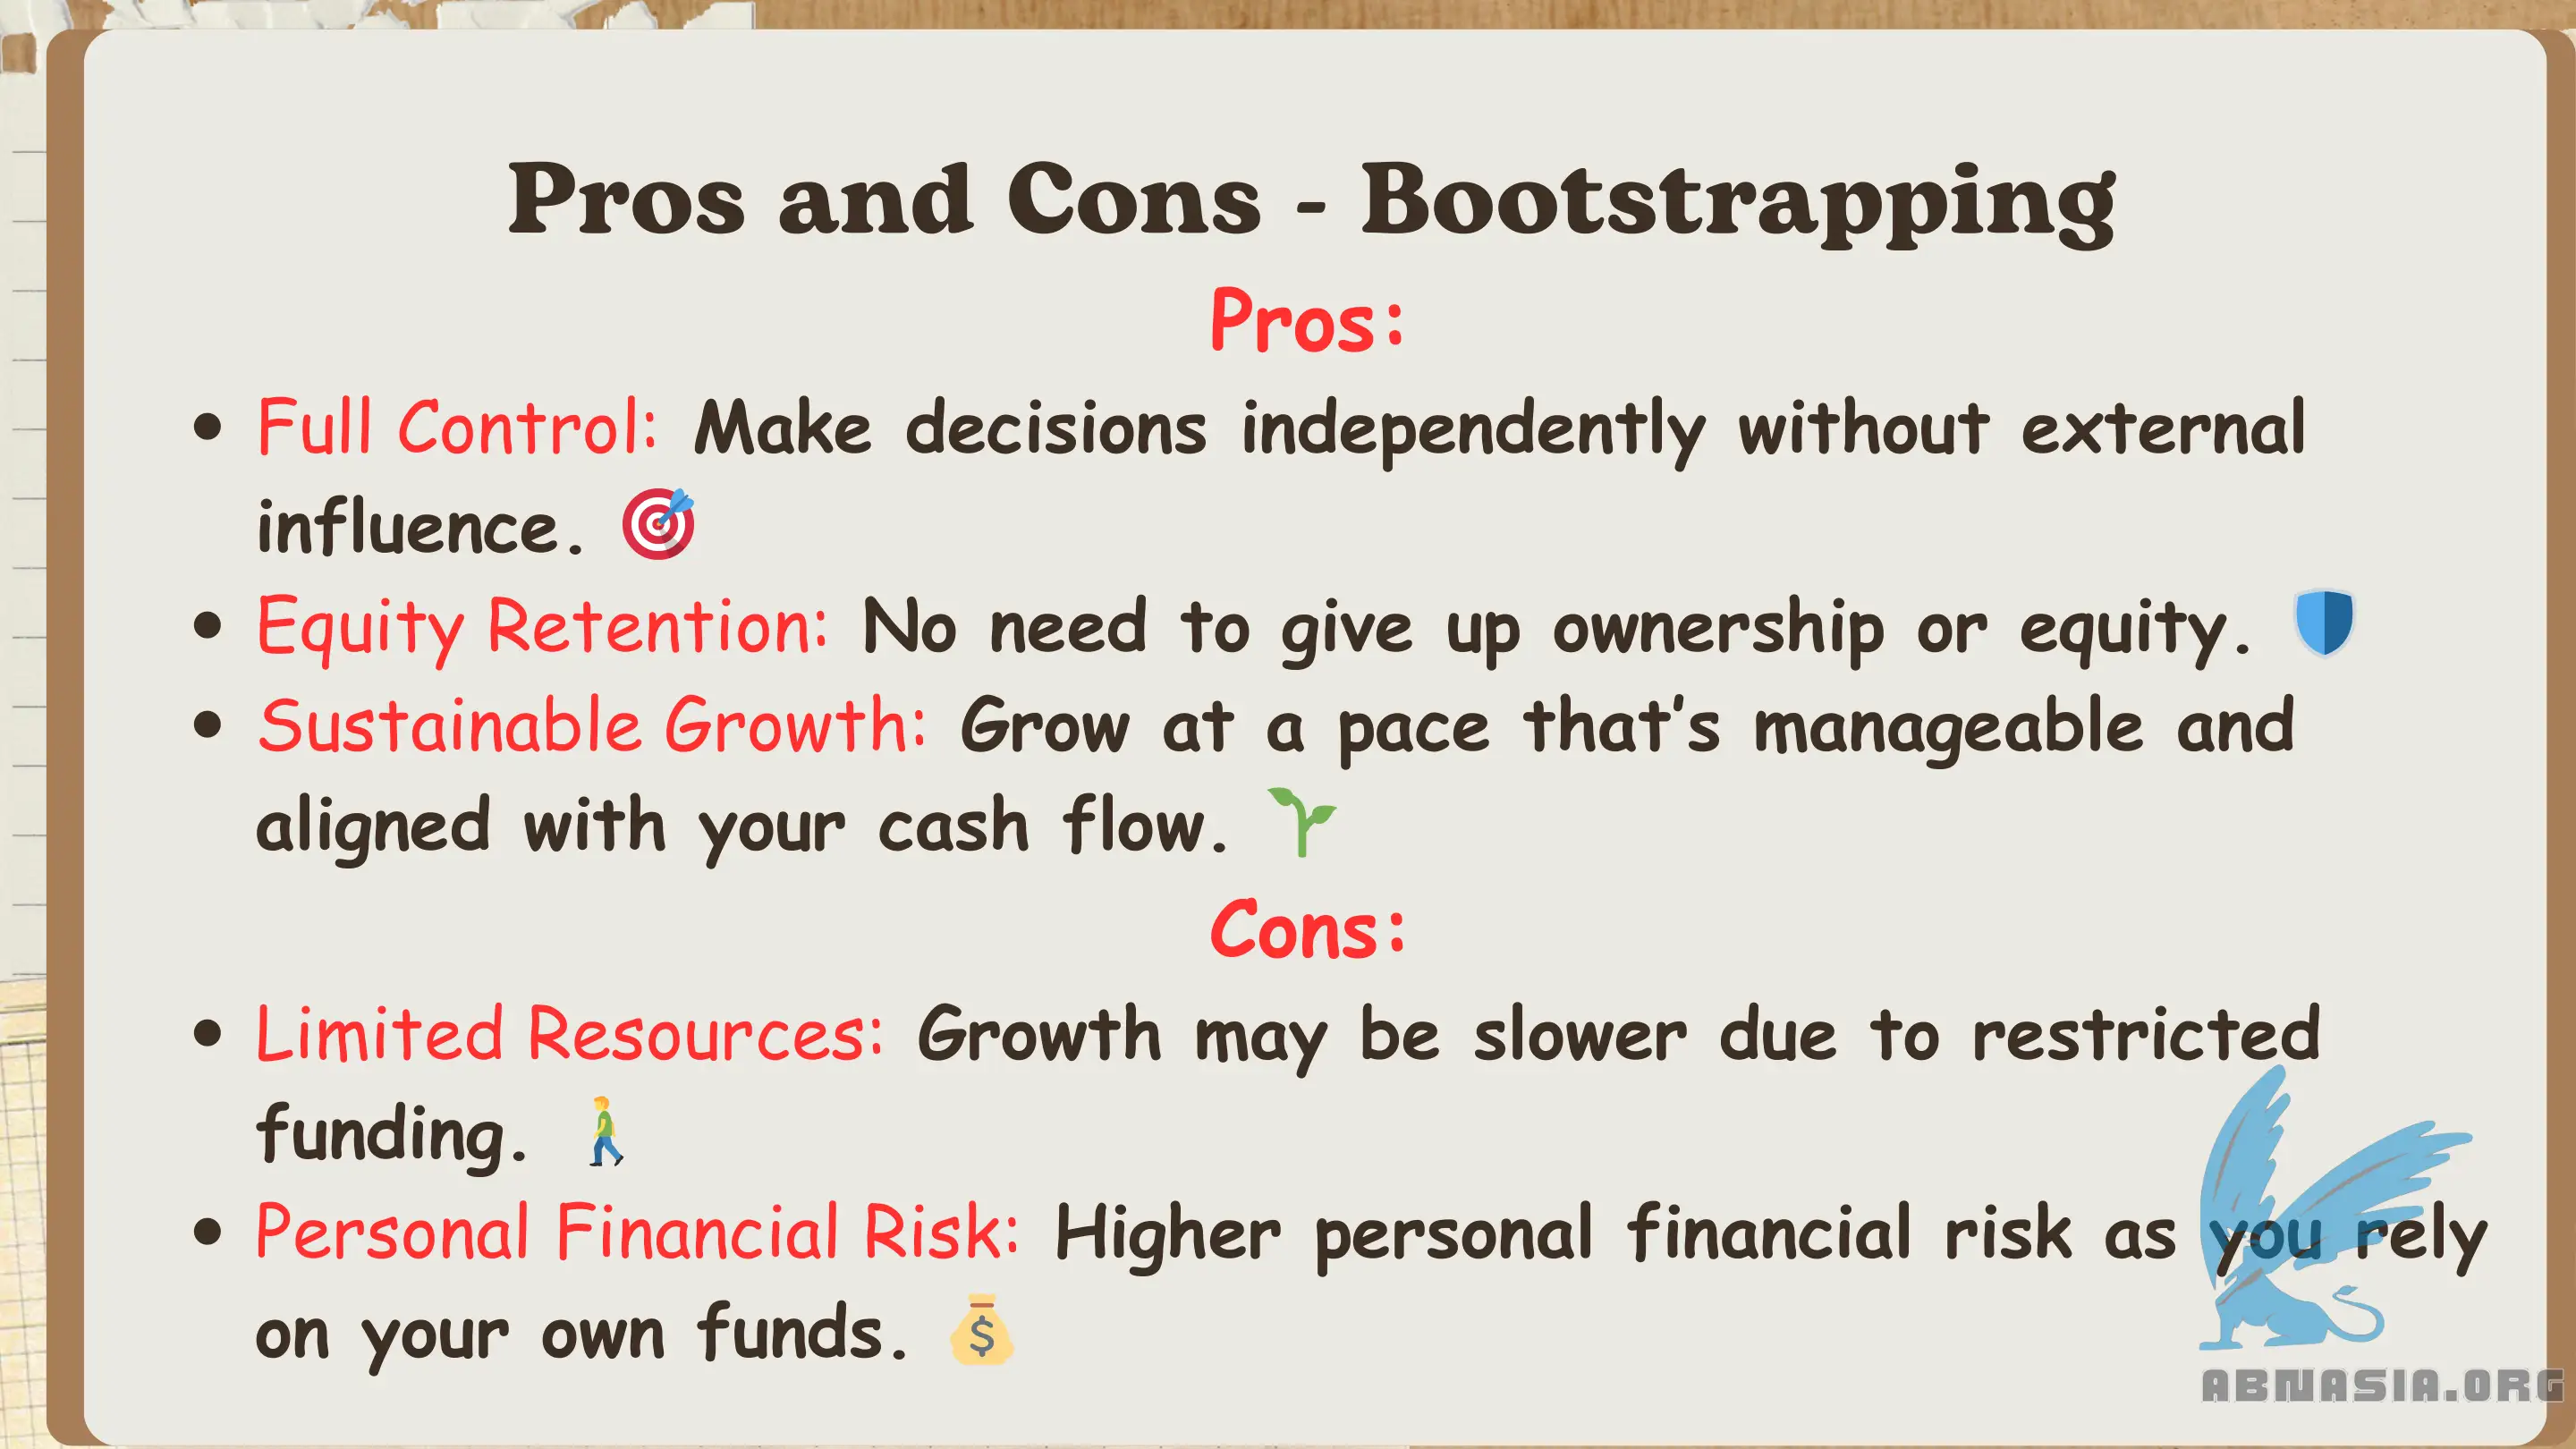 Pros and Cons - Bootstrapping
Pros:
• Full Control: Make decisions independently without external
influence. 🎯
• Equity Retention: No need to give up ownership or equity. 🛡️
• Sustainable Growth: Grow at a pace that’s manageable and
aligned with your cash flow. 🌱
Cons:
• Limited Resources: Growth may be slower due to restricted
funding. 🚶‍♂️
• Personal Financial Risk: Higher personal financial risk as you rely
on your own funds. 💰
ABNASIA.ORG